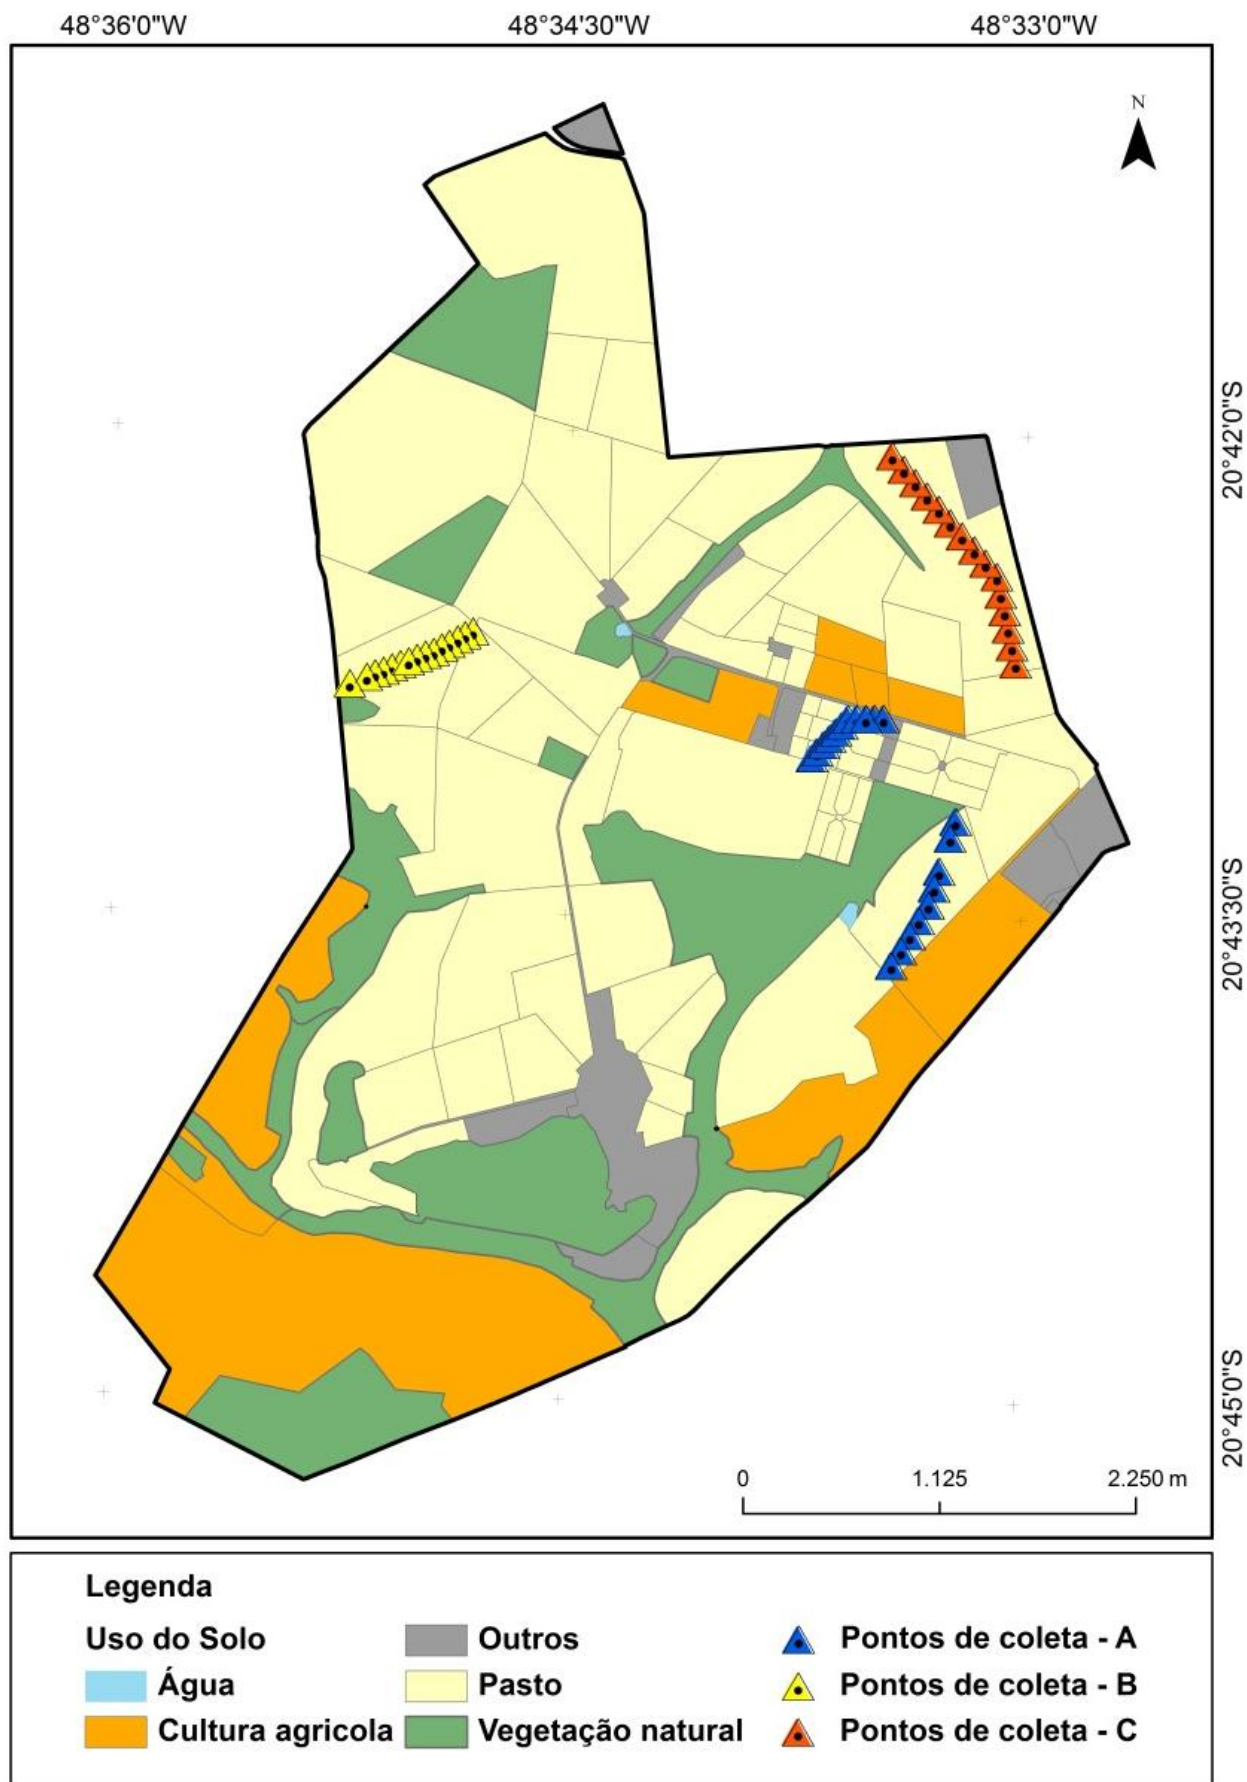 48°36'0"W 48°34'30"W 48°33'0"W
N
20°42'0"S
20°43'30"S
20°45'0"S
0 1.125 2.250 m
Legenda
Uso do Solo
Água
Cultura agricola
Outros
Pasto
Vegetação natural
Pontos de coleta - A
Pontos de coleta - B
Pontos de coleta - C